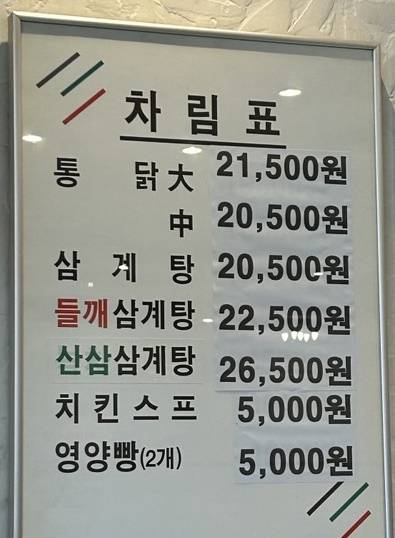 차림표
통 닭 大 21,500원
中 20,500원
삼계탕 20,500원
들깨삼계탕 22,500원
산삼삼계탕 26,500원
치킨스프 5,000원
영양빵(2개) 5,000원